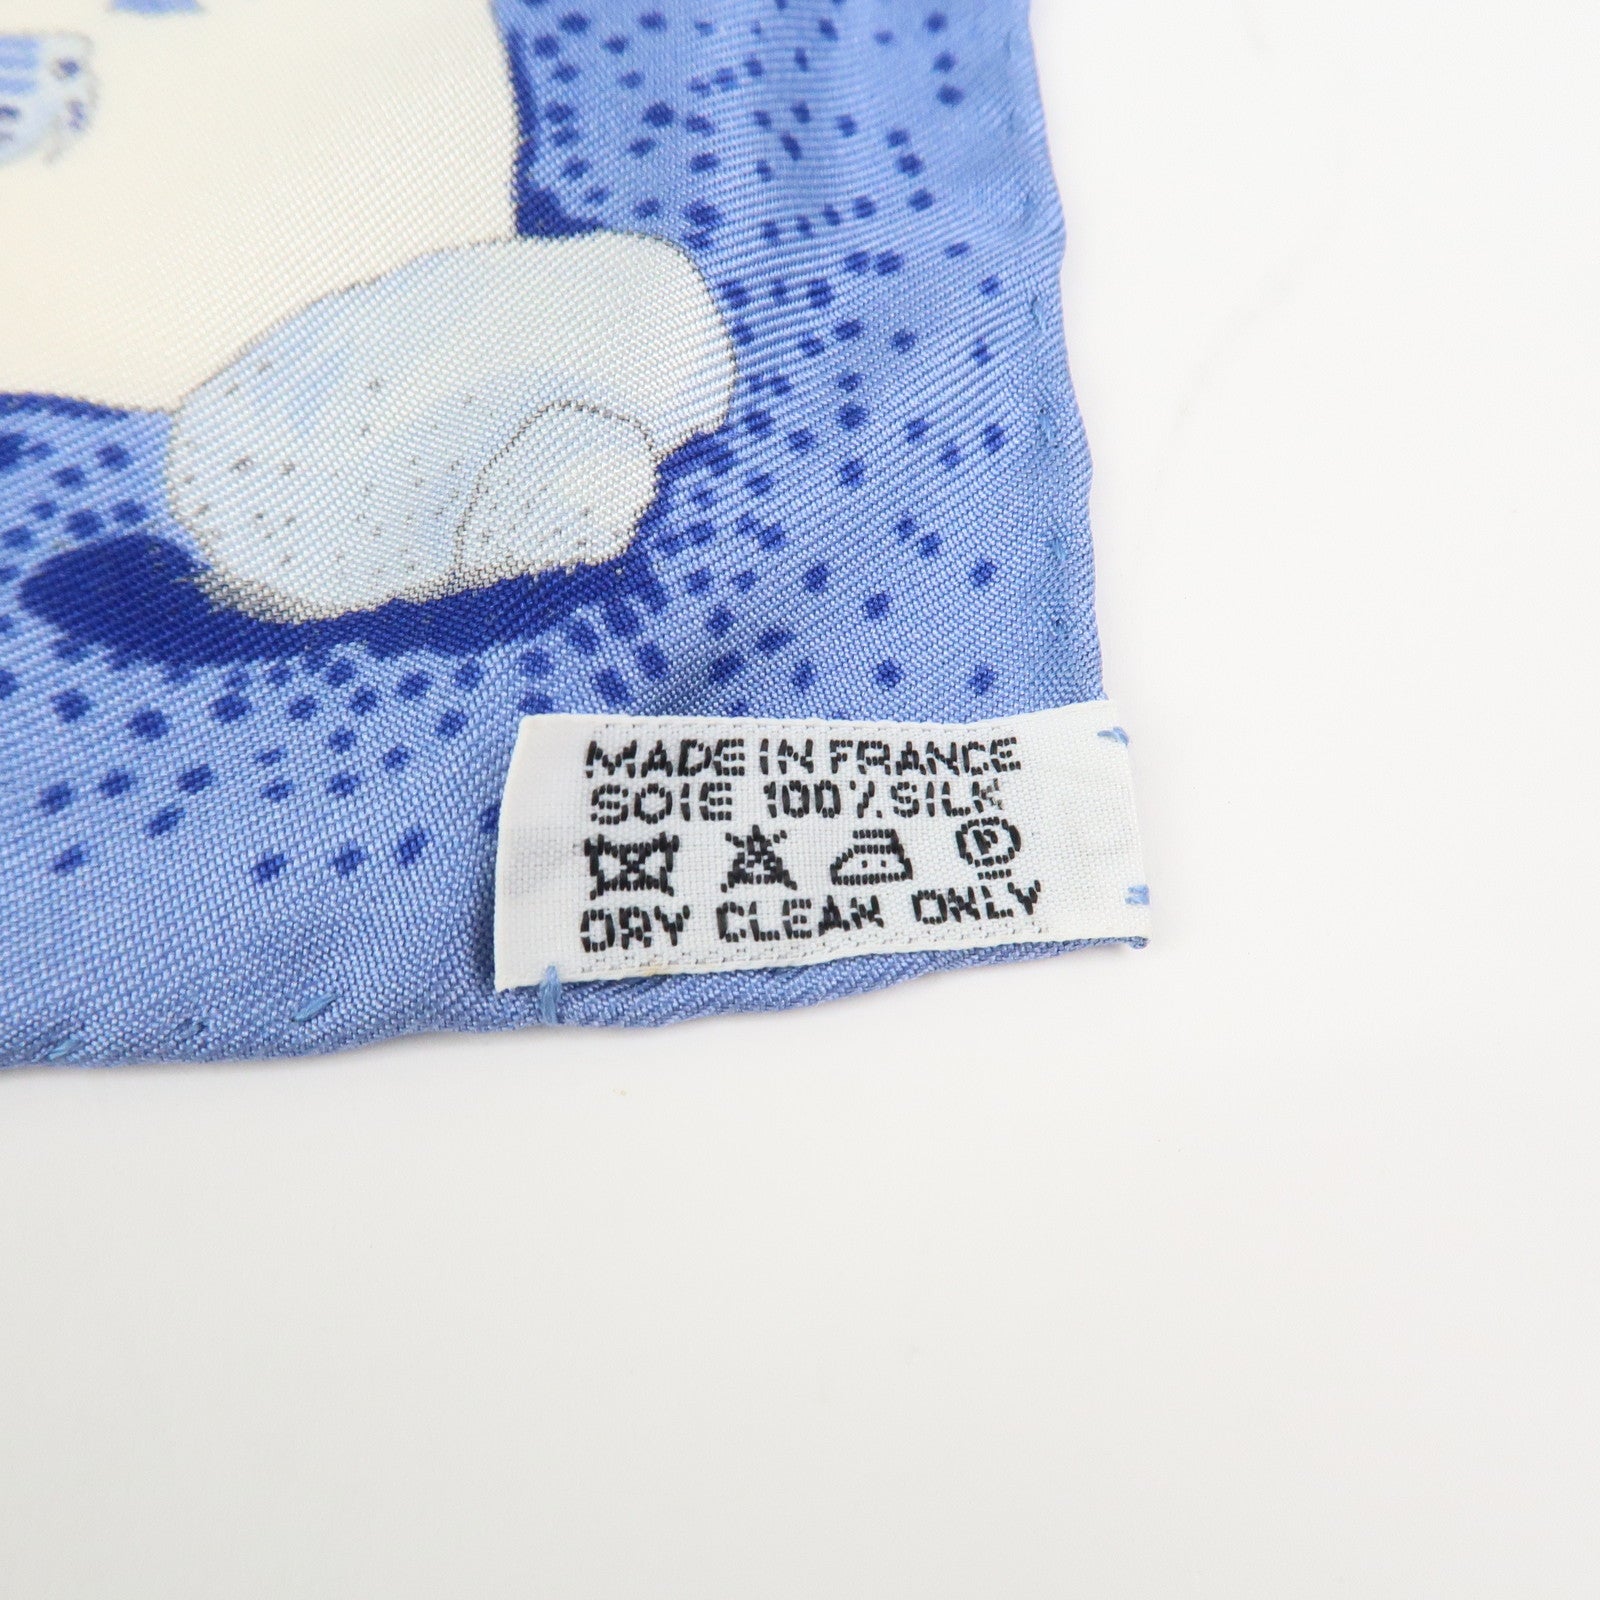 MADE IN FRANCE
SOIE 100% SILK
P
DRY CLEAN ONLY